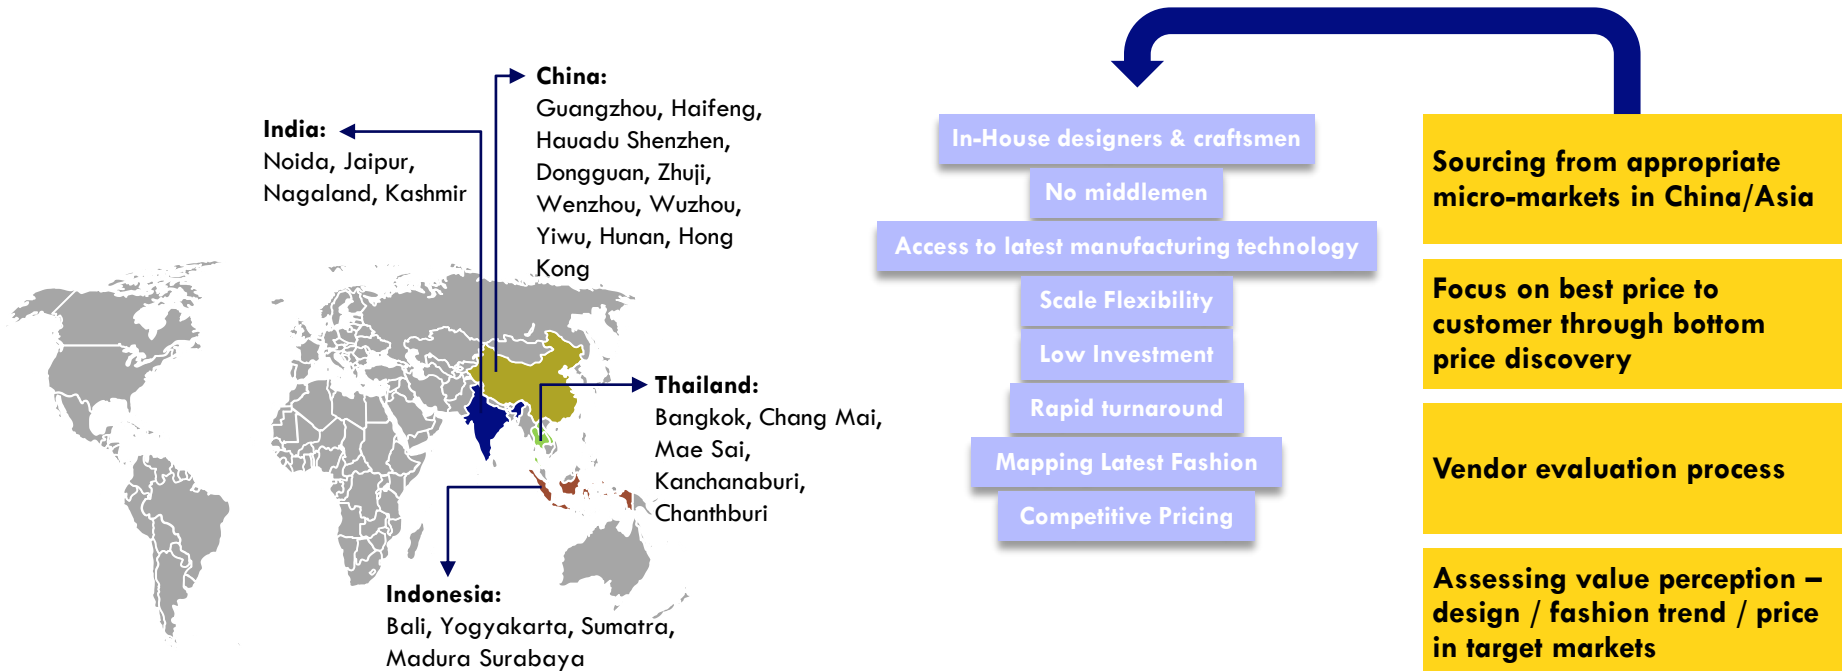 China:
Guangzhou, Haifeng,
Hauadu Shenzhen,
Dongguan, Zhuji,
Wenzhou, Wuzhou,
Yiwu, Hunan, Hong
Kong
India:
Noida, Jaipur,
Nagaland, Kashmir
Thailand:
Bangkok, Chang Mai,
Mae Sai,
Kanchanaburi,
Chanthburi
Indonesia:
Bali, Yogyakarta, Sumatra,
Madura Surabaya
In-House designers & craftsmen
No middlemen
Access to latest manufacturing technology
Scale Flexibility
Low Investment
Rapid turnaround
Mapping Latest Fashion
Competitive Pricing
Sourcing from appropriate
micro-markets in China/Asia
Focus on best price to
customer through bottom
price discovery
Vendor evaluation process
Assessing value perception –
design / fashion trend / price
in target markets